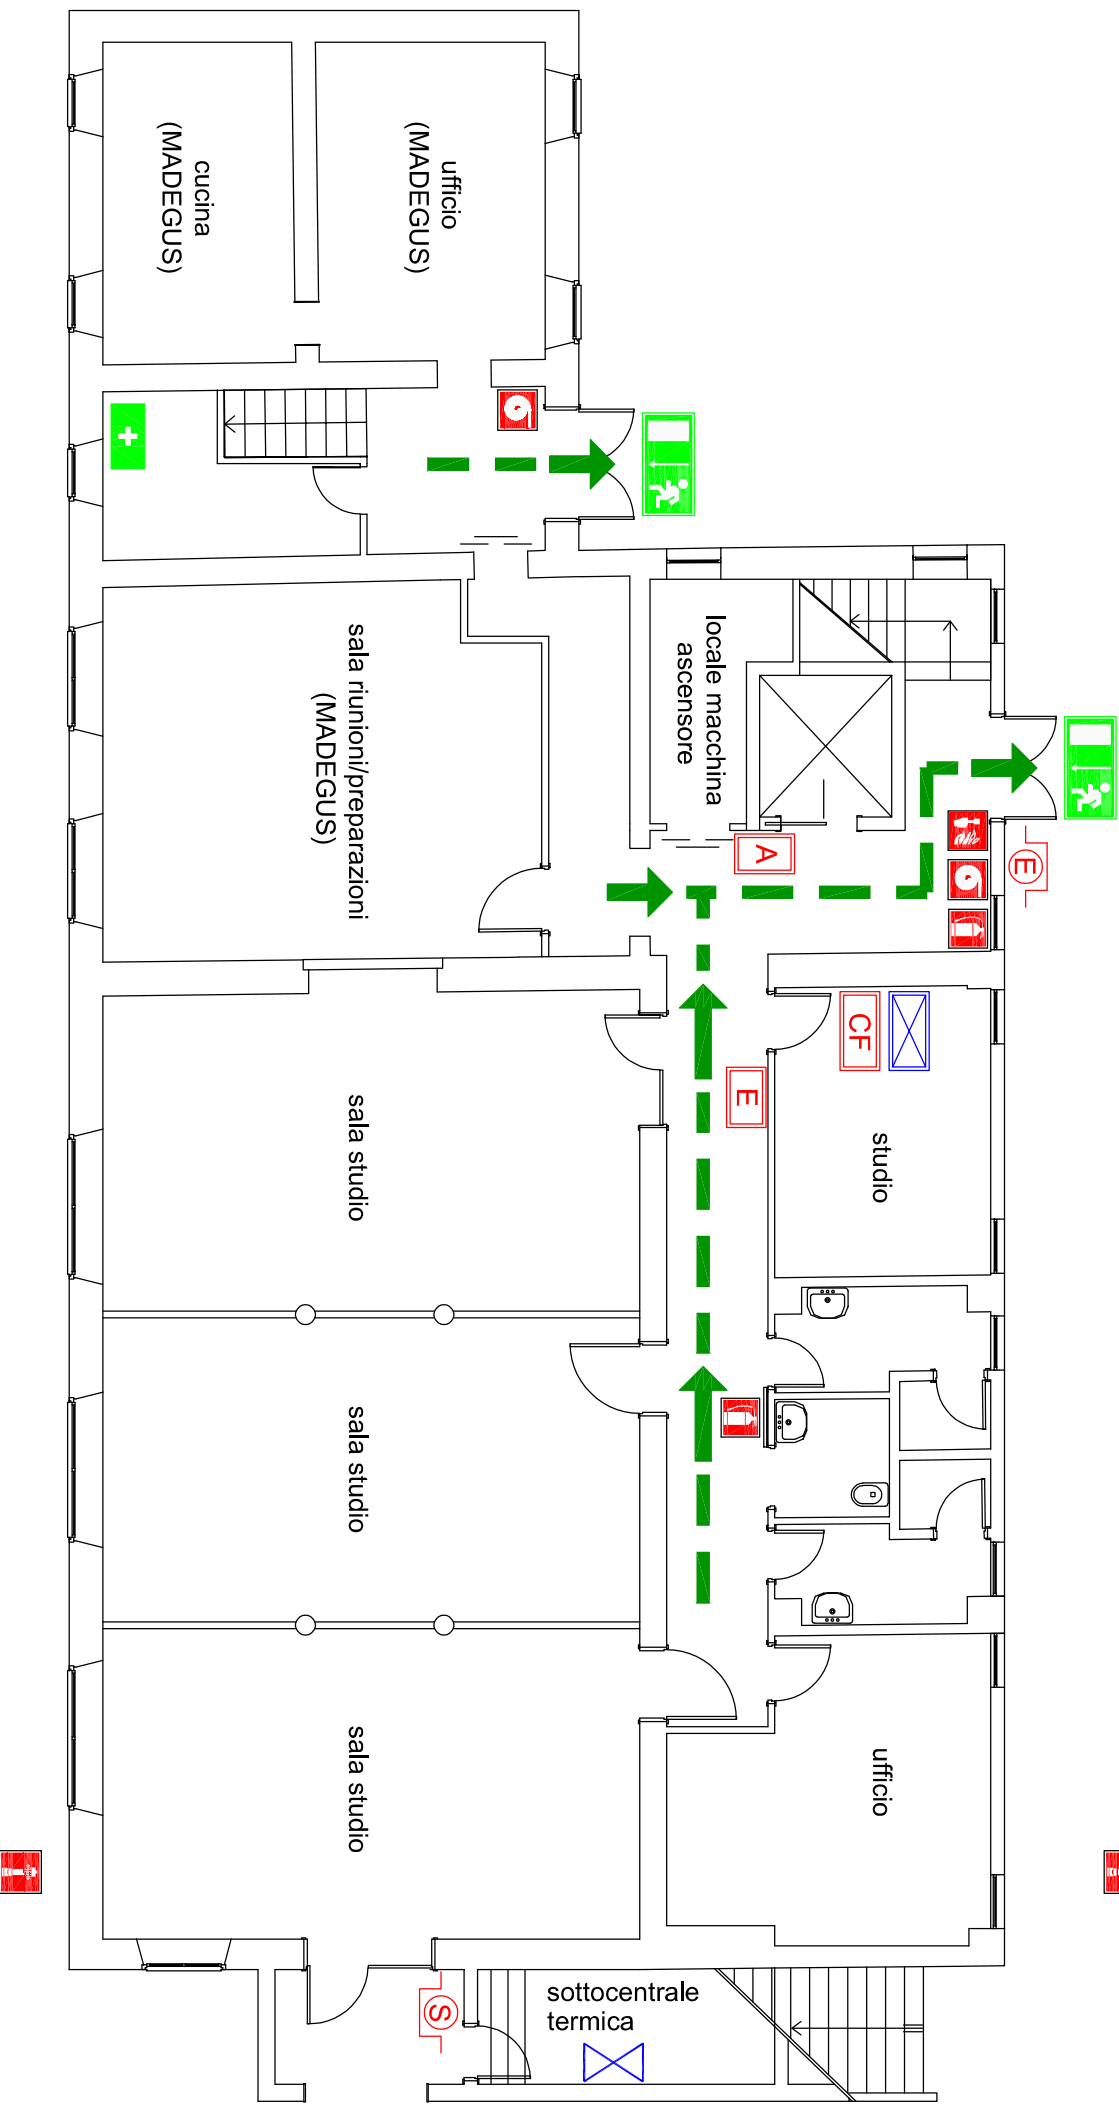 cucina
(MADEGUS)
ufficio
(MADEGUS)
sala riunioni/preparazioni
(MADEGUS)
locale macchina
ascensore
A
E
E
CF
studio
sala studio
sala studio
sala studio
ufficio
S
sottocentrale
termica